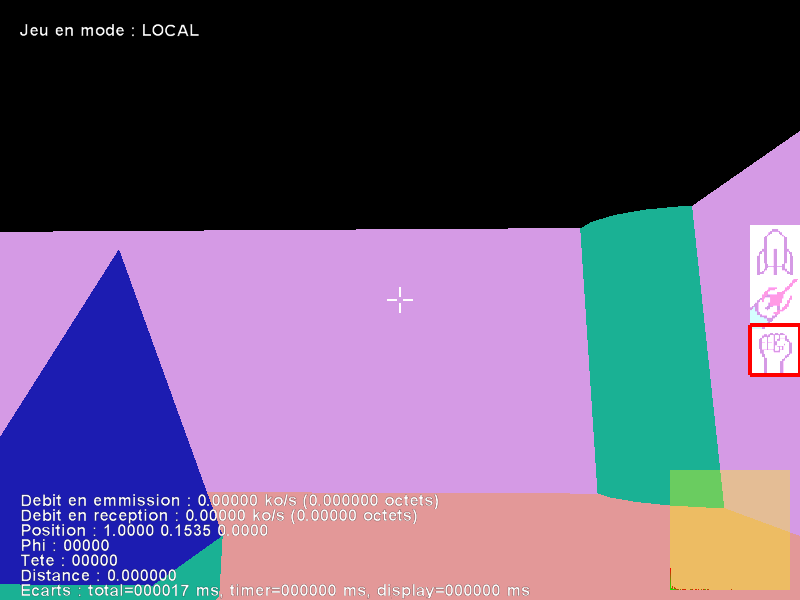 Jeu en mode : LOCAL
Debit en emmission : 0.00000 ko/s (0.000000 octets)
Debit en reception : 0.00000 ko/s (0.00000 octets)
Position : 1.0000 0.1535 0.0000
Phi : 00000
Tete : 00000
Distance : 0.000000
Ecarts : total=000017 ms, timer=000000 ms, display=000000 ms